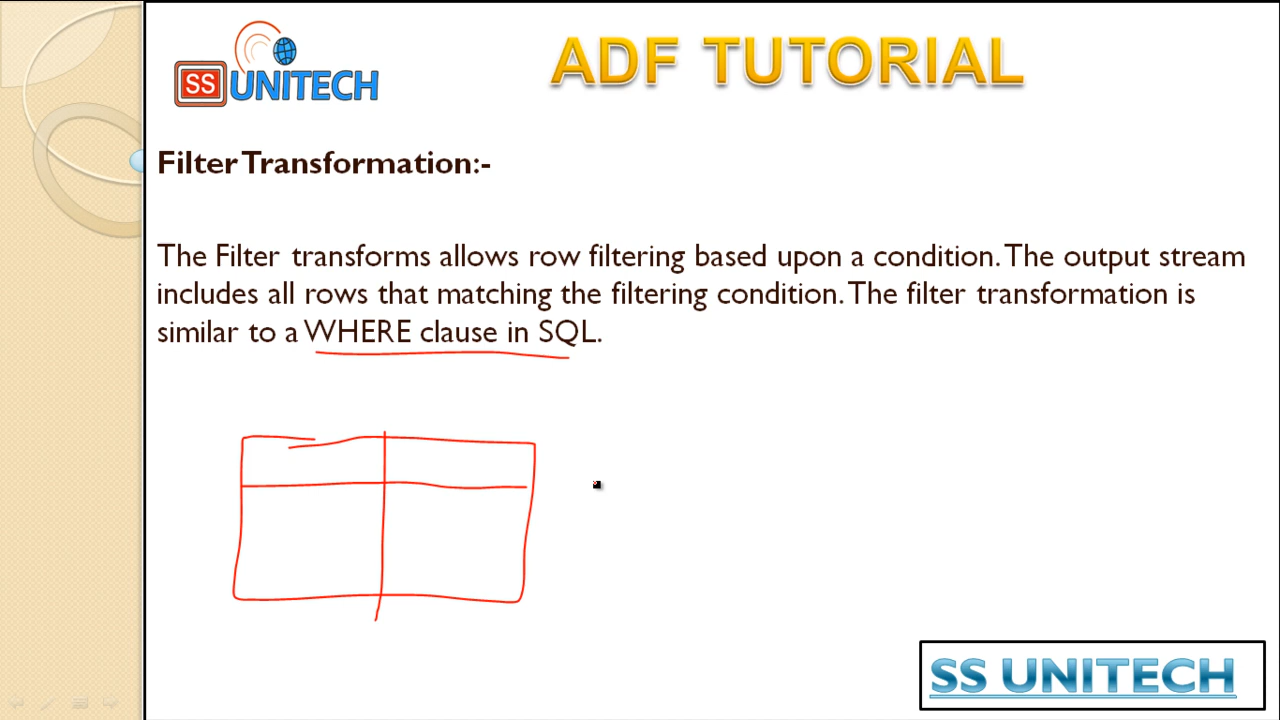 SS UNITECH
ADF TUTORIAL
Filter Transformation:-
The Filter transforms allows row filtering based upon a condition. The output stream
includes all rows that matching the filtering condition. The filter transformation is
similar to a WHERE clause in SQL.
SS UNITECH